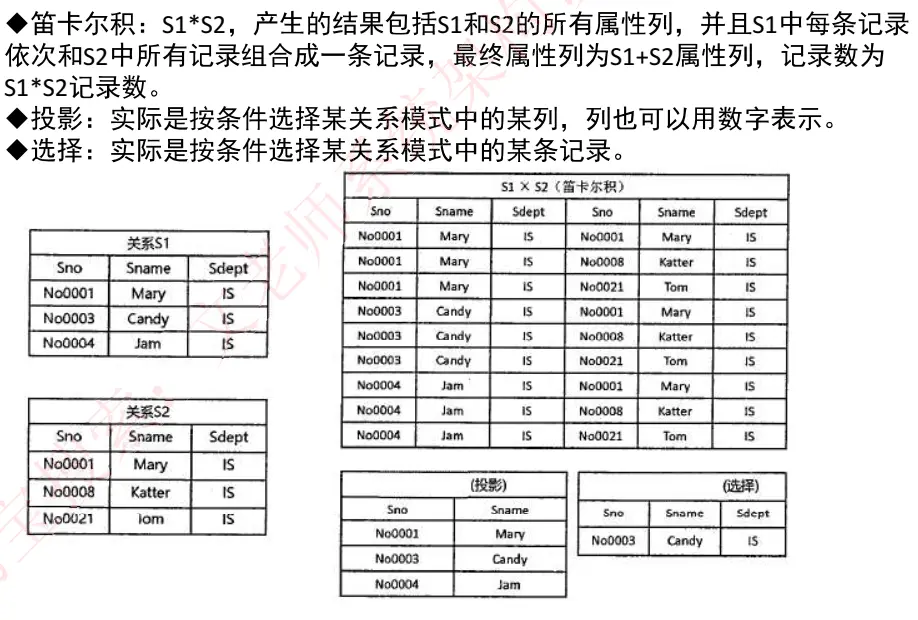 ◆笛卡尔积：S1*S2，产生的结果包括S1和S2的所有属性列，并且S1中每条记录
依次和S2中所有记录组合成一条记录，最终属性列为S1+S2属性列，记录数为
S1*S2记录数。
◆投影：实际是按条件选择某关系模式中的某列，列也可以用数字表示。
◆选择：实际是按条件选择某关系模式中的某条记录。
关系S1
Sno Sname Sdept
No0001 Mary IS
No0003 Candy IS
No0004 Jam IS
关系S2
Sno Sname Sdept
No0001 Mary IS
No0008 Katter IS
No0021 Tom IS
S1 × S2（笛卡尔积）
Sno Sname Sdept Sno Sname Sdept
No0001 Mary IS No0001 Mary IS
No0001 Mary IS No0008 Katter IS
No0001 Mary IS No0021 Tom IS
No0003 Candy IS No0001 Mary IS
No0003 Candy IS No0008 Katter IS
No0003 Candy IS No0021 Tom IS
No0004 Jam IS No0001 Mary IS
No0004 Jam IS No0008 Katter IS
No0004 Jam IS No0021 Tom IS
(投影)
Sno Sname
No0001 Mary
No0003 Candy
No0004 Jam
(选择)
Sno Sname Sdept
No0003 Candy IS